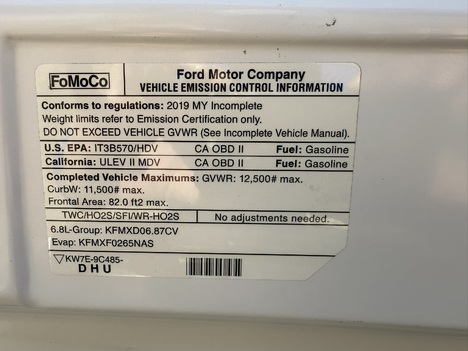 FoMoCo
Ford Motor Company
VEHICLE EMISSION CONTROL INFORMATION
Conforms to regulations: 2019 MY Incomplete
Weight limits refer to Emission Certification only.
DO NOT EXCEED VEHICLE GVWR (See Incomplete Vehicle Manual).
U.S. EPA: IT3B570/HDV CA OBD II Fuel: Gasoline
California: ULEV II MDV CA OBD II Fuel: Gasoline
Completed Vehicle Maximums: GVWR: 12,500# max.
CurbW: 11,500# max.
Frontal Area: 82.0 ft2 max.
TWC/HO2S/SFI/WR-HO2S No adjustments needed.
6.8L-Group: KFMXD06.87CV
Evap: KFMXF0265NAS
KW7E-9C485-
DHU